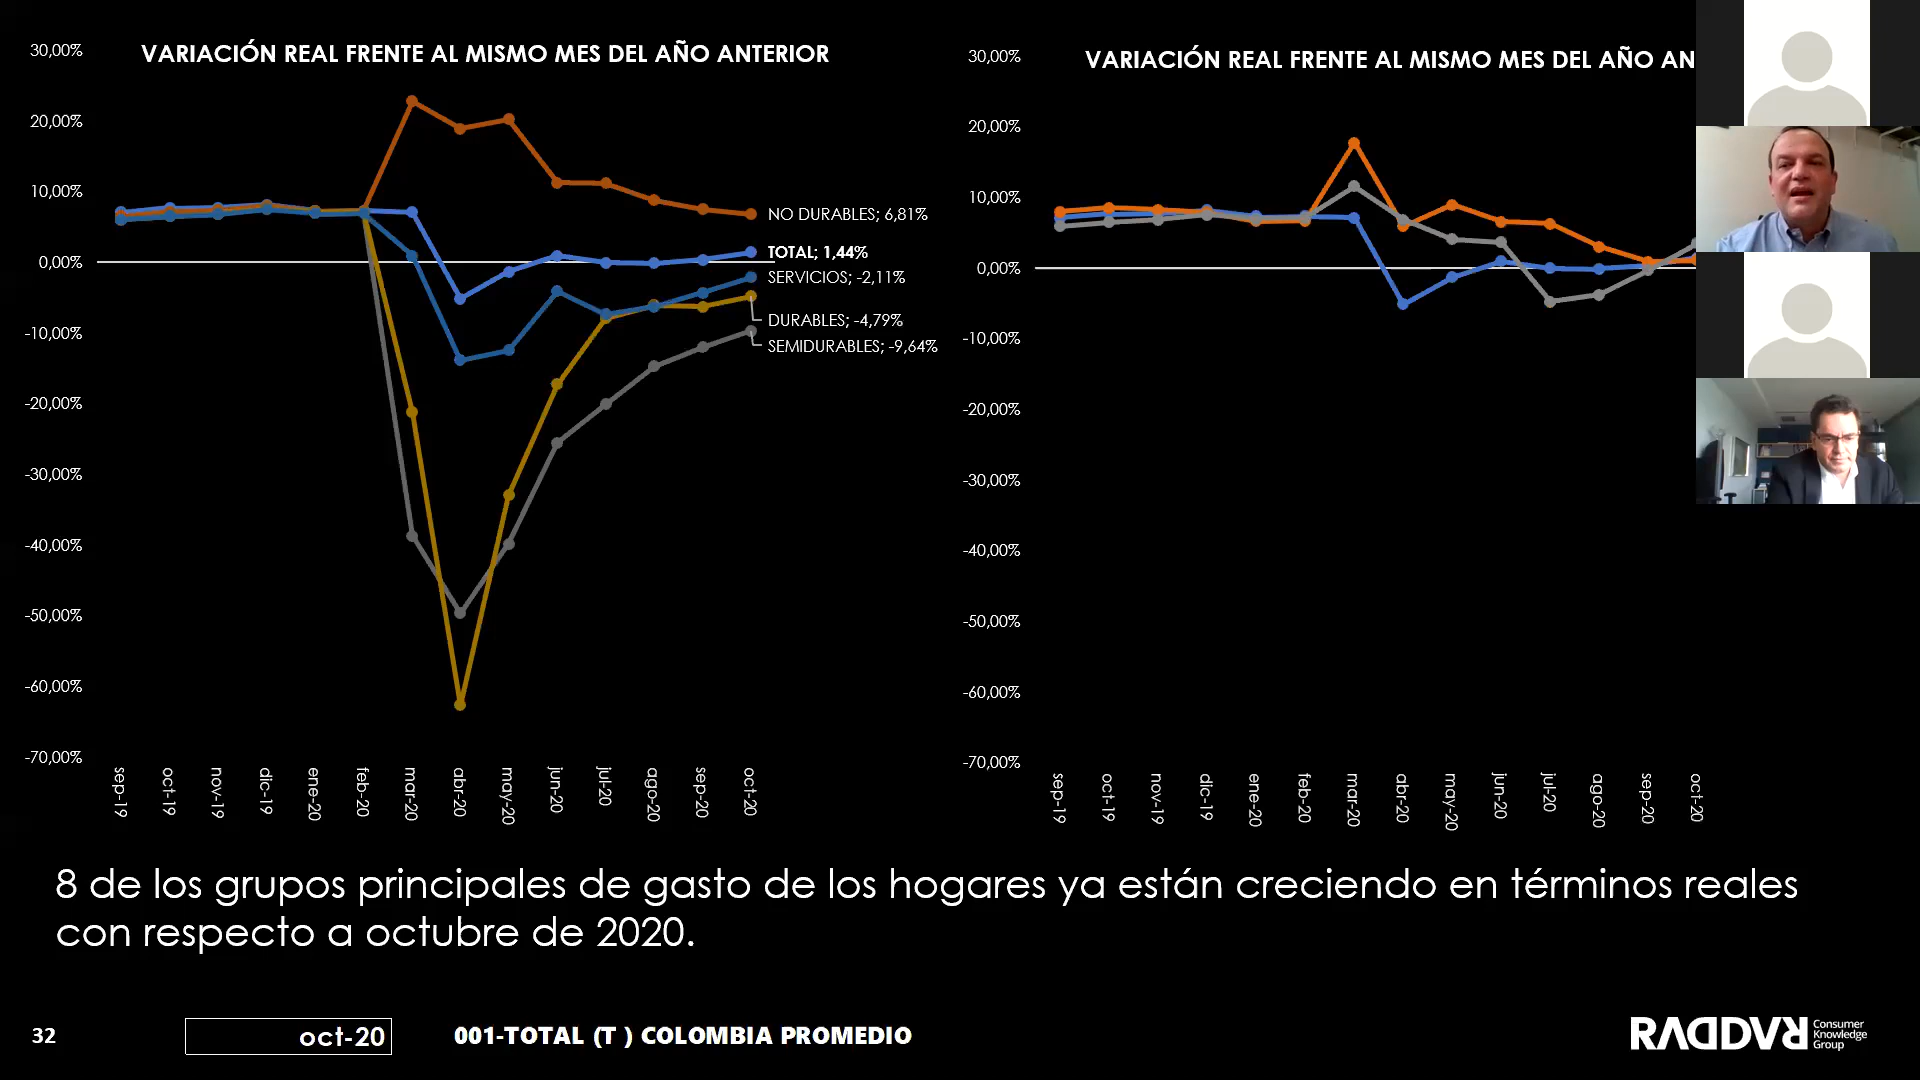 VARIACIÓN REAL FRENTE AL MISMO MES DEL AÑO ANTERIOR
30,00%
20,00%
10,00%
0,00%
-10,00%
-20,00%
-30,00%
-40,00%
-50,00%
-60,00%
-70,00%
NO DURABLES; 6,81%
TOTAL; 1,44%
SERVICIOS; -2,11%
DURABLES; -4,79%
SEMIDURABLES; -9,64%
sep-19
oct-19
nov-19
dic-19
ene-20
feb-20
mar-20
abr-20
may-20
jun-20
jul-20
ago-20
sep-20
oct-20
VARIACIÓN REAL FRENTE AL MISMO MES DEL AÑO AN
30,00%
20,00%
10,00%
0,00%
-10,00%
-20,00%
-30,00%
-40,00%
-50,00%
-60,00%
-70,00%
sep-19
oct-19
nov-19
dic-19
ene-20
feb-20
mar-20
abr-20
may-20
jun-20
jul-20
ago-20
sep-20
oct-20
8 de los grupos principales de gasto de los hogares ya están creciendo en términos reales
con respecto a octubre de 2020.
32
oct-20
001-TOTAL (T ) COLOMBIA PROMEDIO
RADDAR
Consumer
Knowledge
Group